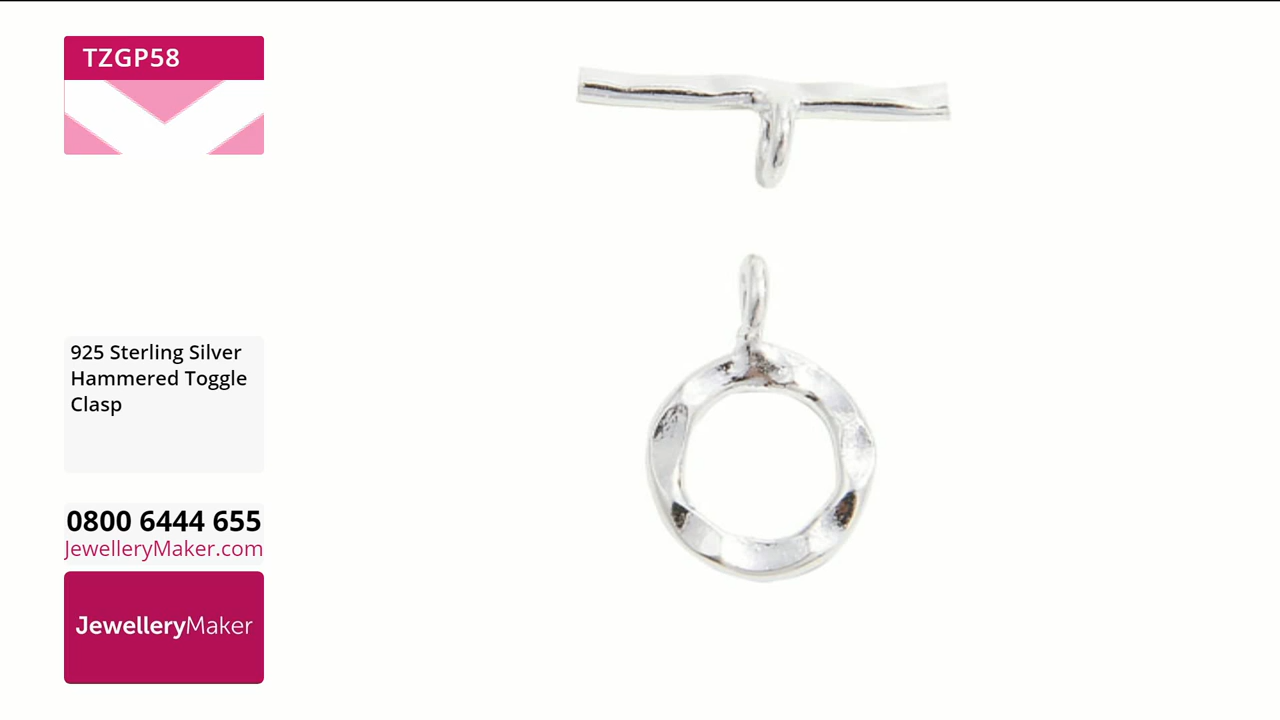 TZGP58
925 Sterling Silver
Hammered Toggle
Clasp
0800 6444 655
JewelleryMaker.com
JewelleryMaker